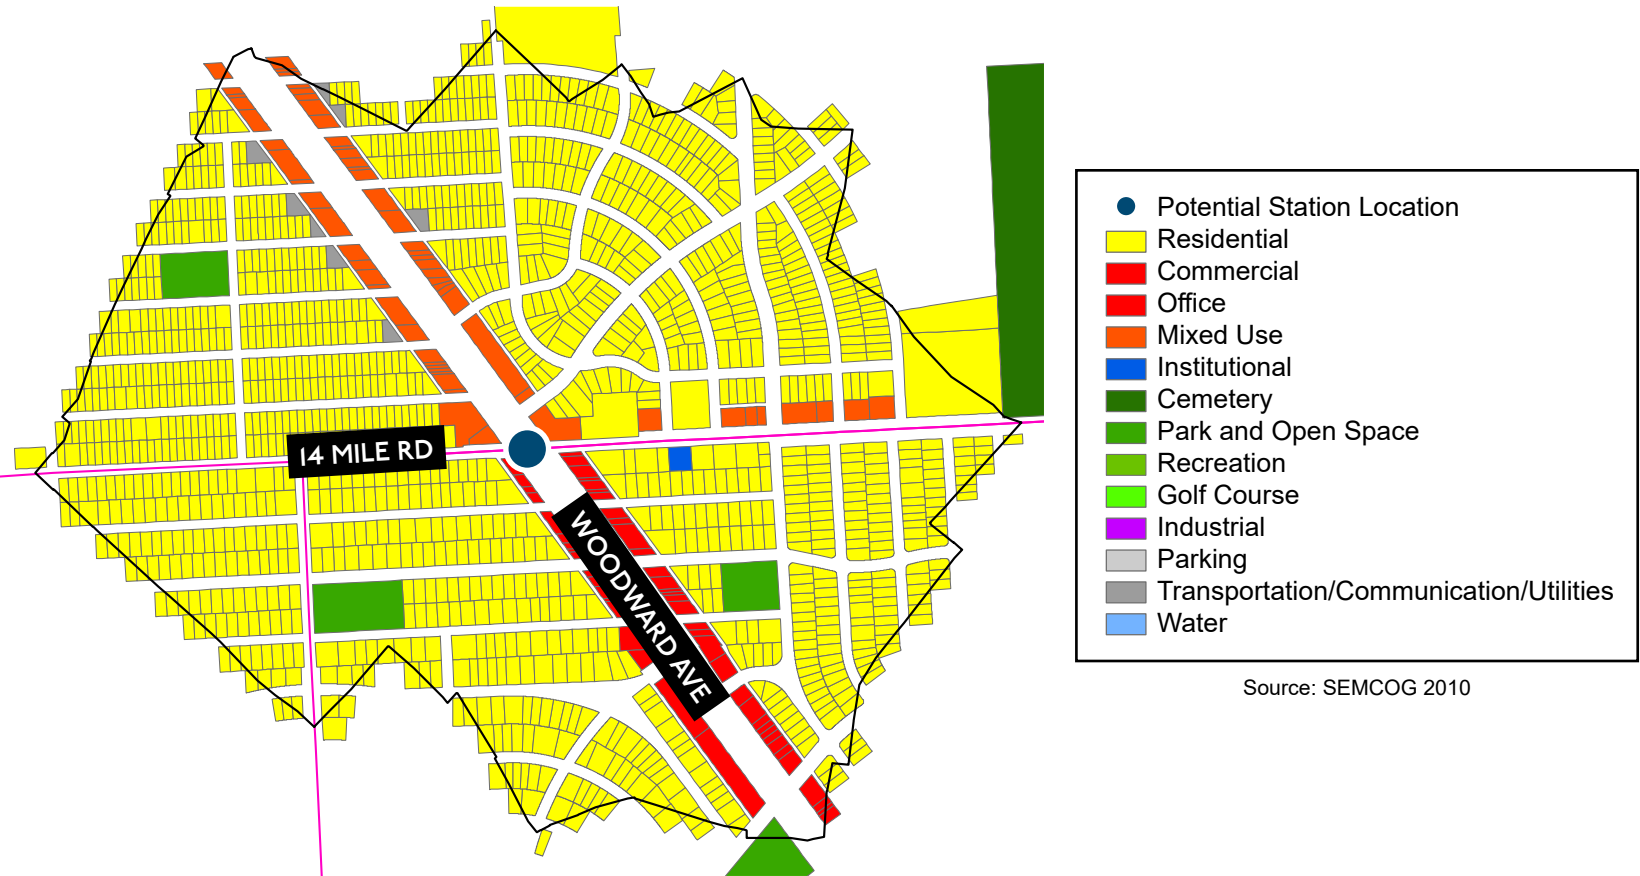 14 MILE RD
WOODWARD AVE
Potential Station Location
Residential
Commercial
Office
Mixed Use
Institutional
Cemetery
Park and Open Space
Recreation
Golf Course
Industrial
Parking
Transportation/Communication/Utilities
Water
Source: SEMCOG 2010